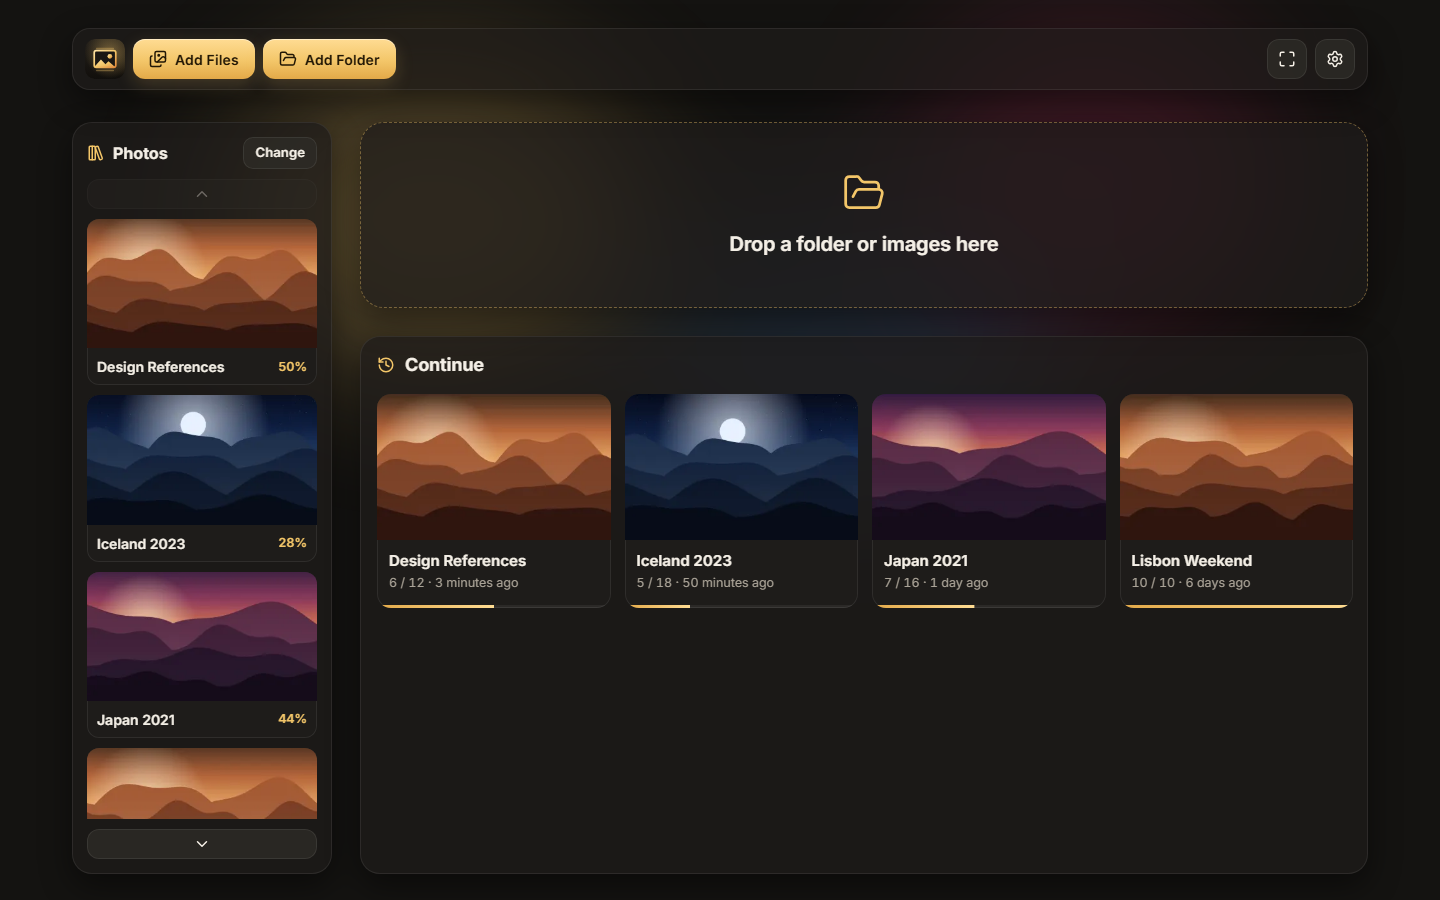 Add Files
Add Folder
Photos
Change
Design References
50%
Iceland 2023
28%
Japan 2021
44%
Drop a folder or images here
Continue
Design References
6 / 12 · 3 minutes ago
Iceland 2023
5 / 18 · 50 minutes ago
Japan 2021
7 / 16 · 1 day ago
Lisbon Weekend
10 / 10 · 6 days ago